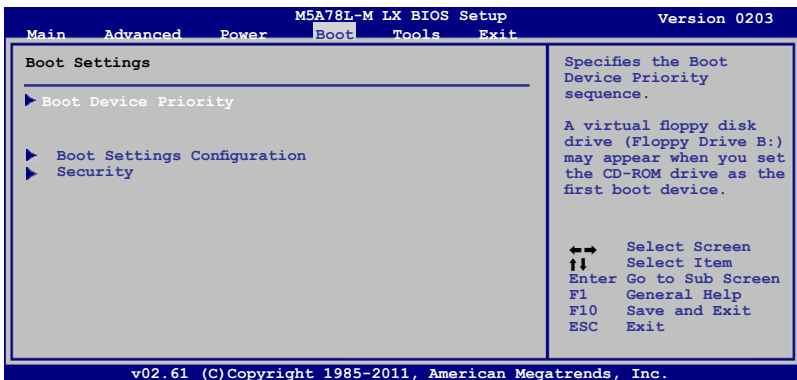 M5A78L-M LX BIOS Setup Version 0203
Main Advanced Power Boot Tools Exit
Boot Settings
Boot Device Priority
Boot Settings Configuration
Security
Specifies the Boot
Device Priority
sequence.
A virtual floppy disk
drive (Floppy Drive B:)
may appear when you set
the CD-ROM drive as the
first boot device.
←→ Select Screen
↑↓ Select Item
Enter Go to Sub Screen
F1 General Help
F10 Save and Exit
ESC Exit
v02.61 (C)Copyright 1985-2011, American Megatrends, Inc.